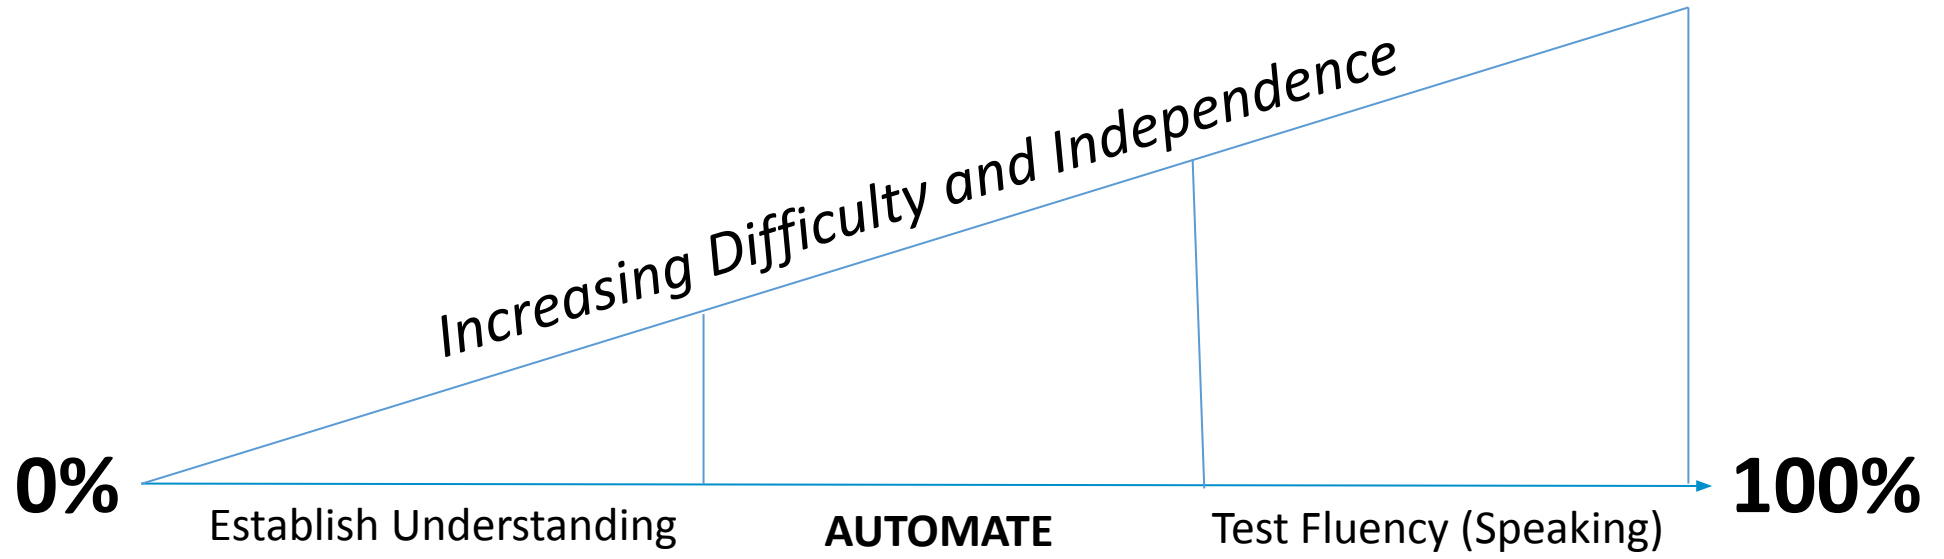 Increasing Difficulty and Independence
0%
100%
Establish Understanding
AUTOMATE
Test Fluency (Speaking)